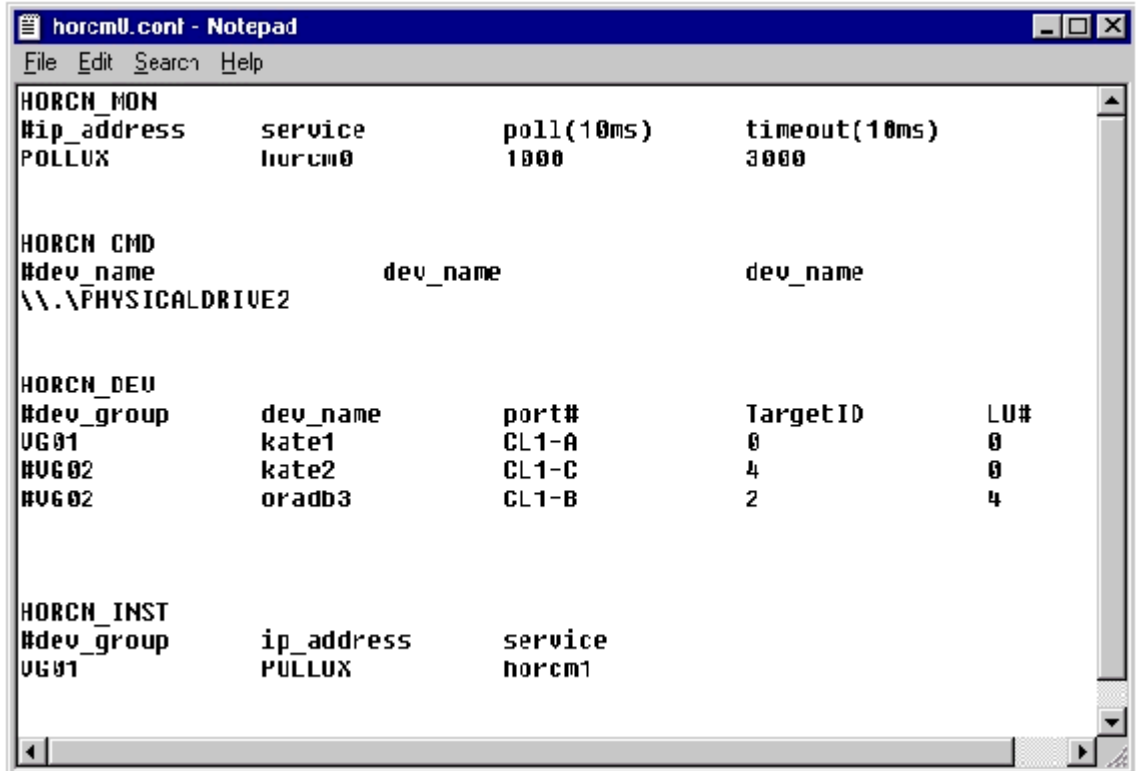 horcm0.conf - Notepad
File Edit Search Help
HORCM_MON
#ip_address service poll(10ms) timeout(10ms)
POLLUX horcm0 1000 3000
HORCM_CMD
#dev_name dev_name dev_name
\\.\PHYSICALDRIVE2
HORCM_DEV
#dev_group dev_name port# TargetID LU#
VG01 kate1 CL1-A 0 0
#VG02 kate2 CL1-C 4 0
#VG02 oradb3 CL1-B 2 4
HORCM_INST
#dev_group ip_address service
VG01 POLLUX horcm1